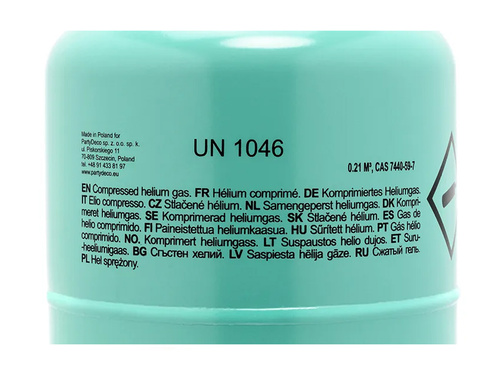 Made in Poland for
PartyDeco sp. z o.o. sp. k.
ul. Piskorskiego 11
70-809 Szczecin, Poland
tel. +48 91 433 81 97
www.partydeco.eu
UN 1046
0.21 M³, CAS 7440-59-7
EN Compressed helium gas. FR Hélium comprimé. DE Komprimiertes Heliumgas.
IT Elio compresso. CZ Stlačené hélium. NL Samengeperst heliumgas. DK Kompri-
meret heliumgas. SE Komprimerad heliumgas. SK Stlačené hélium. ES Gas de
helio comprimido. FI Paineistettua heliumkaasua. HU Sűrített hélium. PT Gás hélio
comprimido. NO. Komprimert heliumgass. LT Suspaustos helio dujos. ET Suru-
-heeliumigaas. BG Сгъстен хелий. LV Saspiesta hēlija gāze. RU Сжатый гель.
PL Hel sprężony.